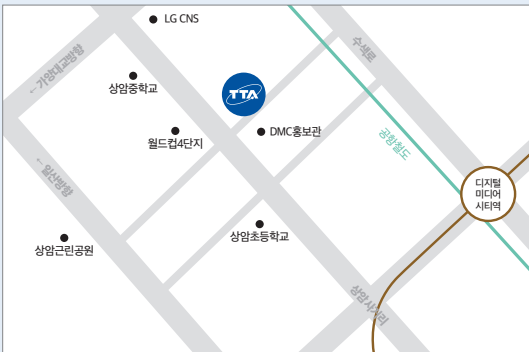 LG CNS
수색로
←가양대교방향
상암중학교
TTA
월드컵4단지
DMC홍보관
공항철도
←일산방향
디지털
미디어
시티역
상암근린공원
상암초등학교
상암사거리